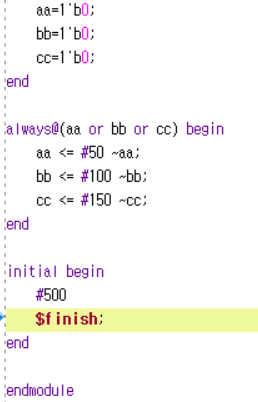 aa=1'b0;
bb=1'b0;
cc=1'b0;
end
always@(aa or bb or cc) begin
aa <= #50 ~aa;
bb <= #100 ~bb;
cc <= #150 ~cc;
end
initial begin
#500
$finish;
end
endmodule